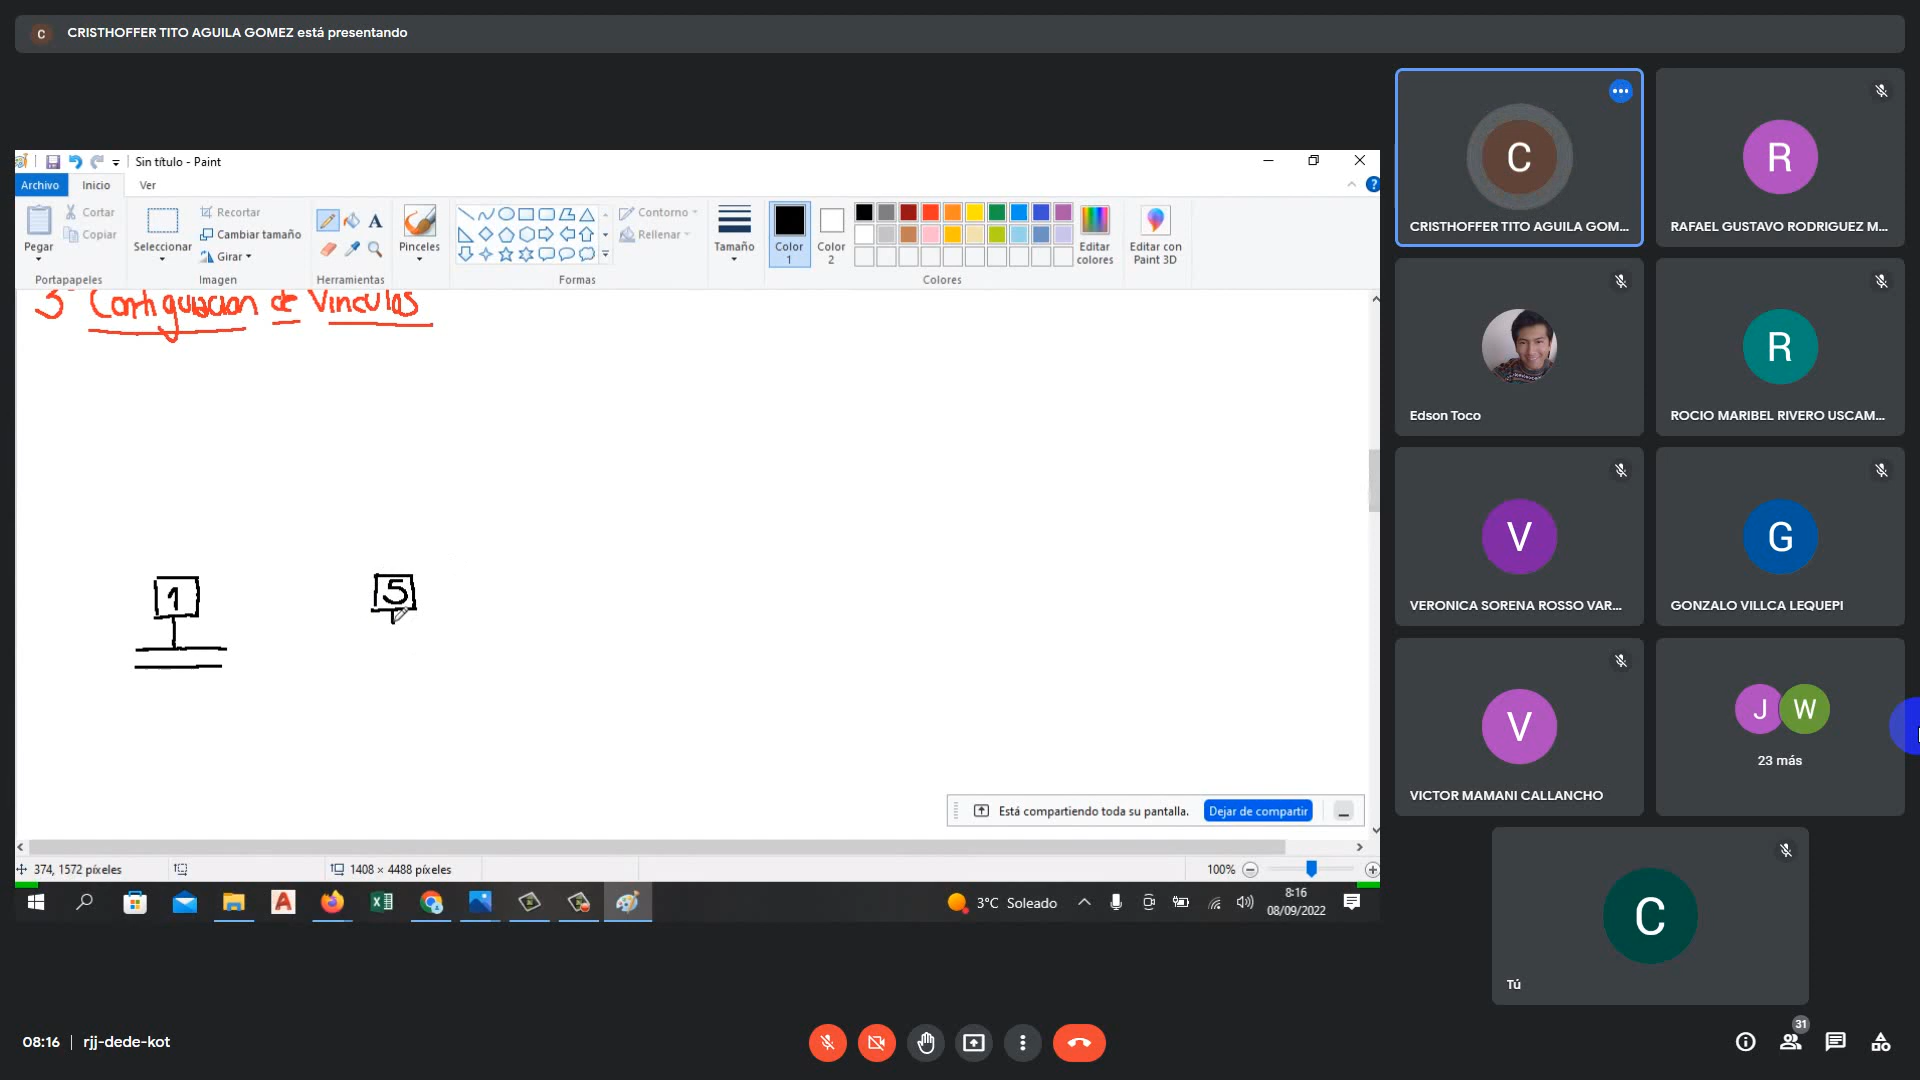 C CRISTHOFFER TITO AGUILA GOMEZ está presentando
Sin título - Paint
Archivo Inicio Ver
Pegar
Cortar
Copiar
Portapapeles
Seleccionar
Recortar
Cambiar tamaño
Girar
Imagen
A
Herramientas
Pinceles
Contorno
Rellenar
Formas
Tamaño
Color 1
Color 2
Editar colores
Editar con Paint 3D
Colores
3° Configuracion de Vinculos
1
5
Está compartiendo toda su pantalla.
Dejar de compartir
374, 1572 píxeles
1408 × 4488 píxeles
100%
3°C Soleado
8:16
08/09/2022
C
CRISTHOFFER TITO AGUILA GOM...
R
RAFAEL GUSTAVO RODRIGUEZ M...
Edson Toco
R
ROCIO MARIBEL RIVERO USCAM...
V
VERONICA SORENA ROSSO VAR...
G
GONZALO VILLCA LEQUEPI
V
VICTOR MAMANI CALLANCHO
J W
23 más
C
Tú
08:16 | rjj-dede-kot
31